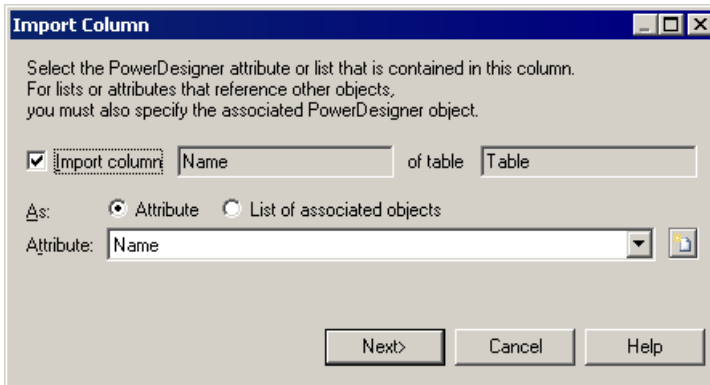 Import Column
Select the PowerDesigner attribute or list that is contained in this column.
For lists or attributes that reference other objects,
you must also specify the associated PowerDesigner object.
Import column Name of table Table
As: Attribute List of associated objects
Attribute: Name
Next> Cancel Help